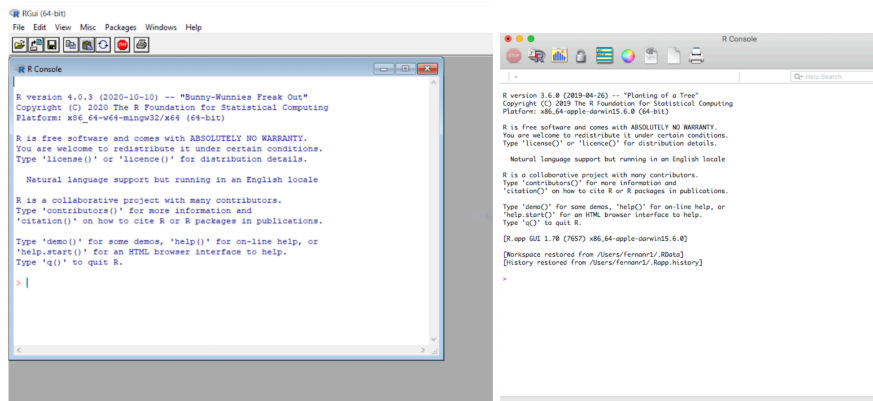 RGui (64-bit)
File Edit View Misc Packages Windows Help
STOP
R Console
R version 4.0.3 (2020-10-10) -- "Bunny-Wunnies Freak Out"
Copyright (C) 2020 The R Foundation for Statistical Computing
Platform: x86_64-w64-mingw32/x64 (64-bit)
R is free software and comes with ABSOLUTELY NO WARRANTY.
You are welcome to redistribute it under certain conditions.
Type 'license()' or 'licence()' for distribution details.
Natural language support but running in an English locale
R is a collaborative project with many contributors.
Type 'contributors()' for more information and
'citation()' on how to cite R or R packages in publications.
Type 'demo()' for some demos, 'help()' for on-line help, or
'help.start()' for an HTML browser interface to help.
Type 'q()' to quit R.
>
R Console
STOP
Help Search
R version 3.6.0 (2019-04-26) -- "Planting of a Tree"
Copyright (C) 2019 The R Foundation for Statistical Computing
Platform: x86_64-apple-darwin15.6.0 (64-bit)
R is free software and comes with ABSOLUTELY NO WARRANTY.
You are welcome to redistribute it under certain conditions.
Type 'license()' or 'licence()' for distribution details.
Natural language support but running in an English locale
R is a collaborative project with many contributors.
Type 'contributors()' for more information and
'citation()' on how to cite R or R packages in publications.
Type 'demo()' for some demos, 'help()' for on-line help, or
'help.start()' for an HTML browser interface to help.
Type 'q()' to quit R.
[R.app GUI 1.70 (7657) x86_64-apple-darwin15.6.0]
[Workspace restored from /Users/fernanr1/.RData]
[History restored from /Users/fernanr1/.Rapp.history]
>